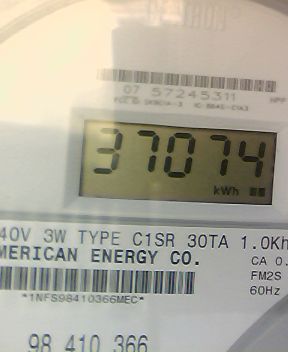 07 57245311
37074
kWh
40V 3W TYPE C1SR 30TA 1.0Kh
MERICAN ENERGY CO.
CA 0.
FM2S
*1NFS98410366MEC*
60Hz
98 410 366